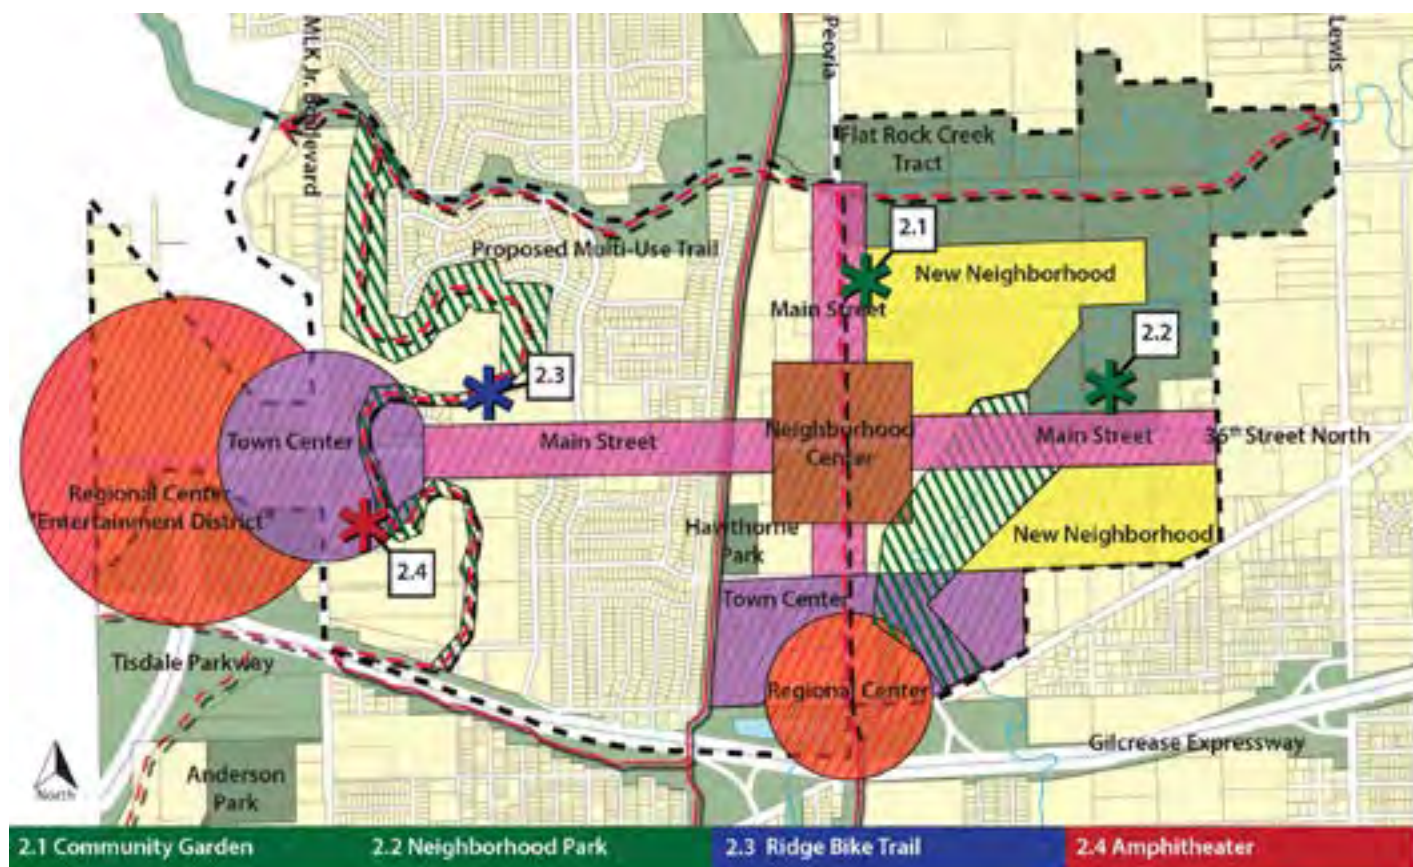 MLK Jr. Boulevard
Peoria
Lewis
Flat Rock Creek
Tract
2.1
Proposed Multi-Use Trail
New Neighborhood
Main Street
2.2
2.3
Town Center
Main Street
Neighborhood
Center
Main Street
36th Street North
Regional Center
"Entertainment District"
Hawthorne
Park
New Neighborhood
2.4
Town Center
Tisdale Parkway
Regional Center
Gilcrease Expressway
North
Anderson
Park
2.1 Community Garden
2.2 Neighborhood Park
2.3 Ridge Bike Trail
2.4 Amphitheater